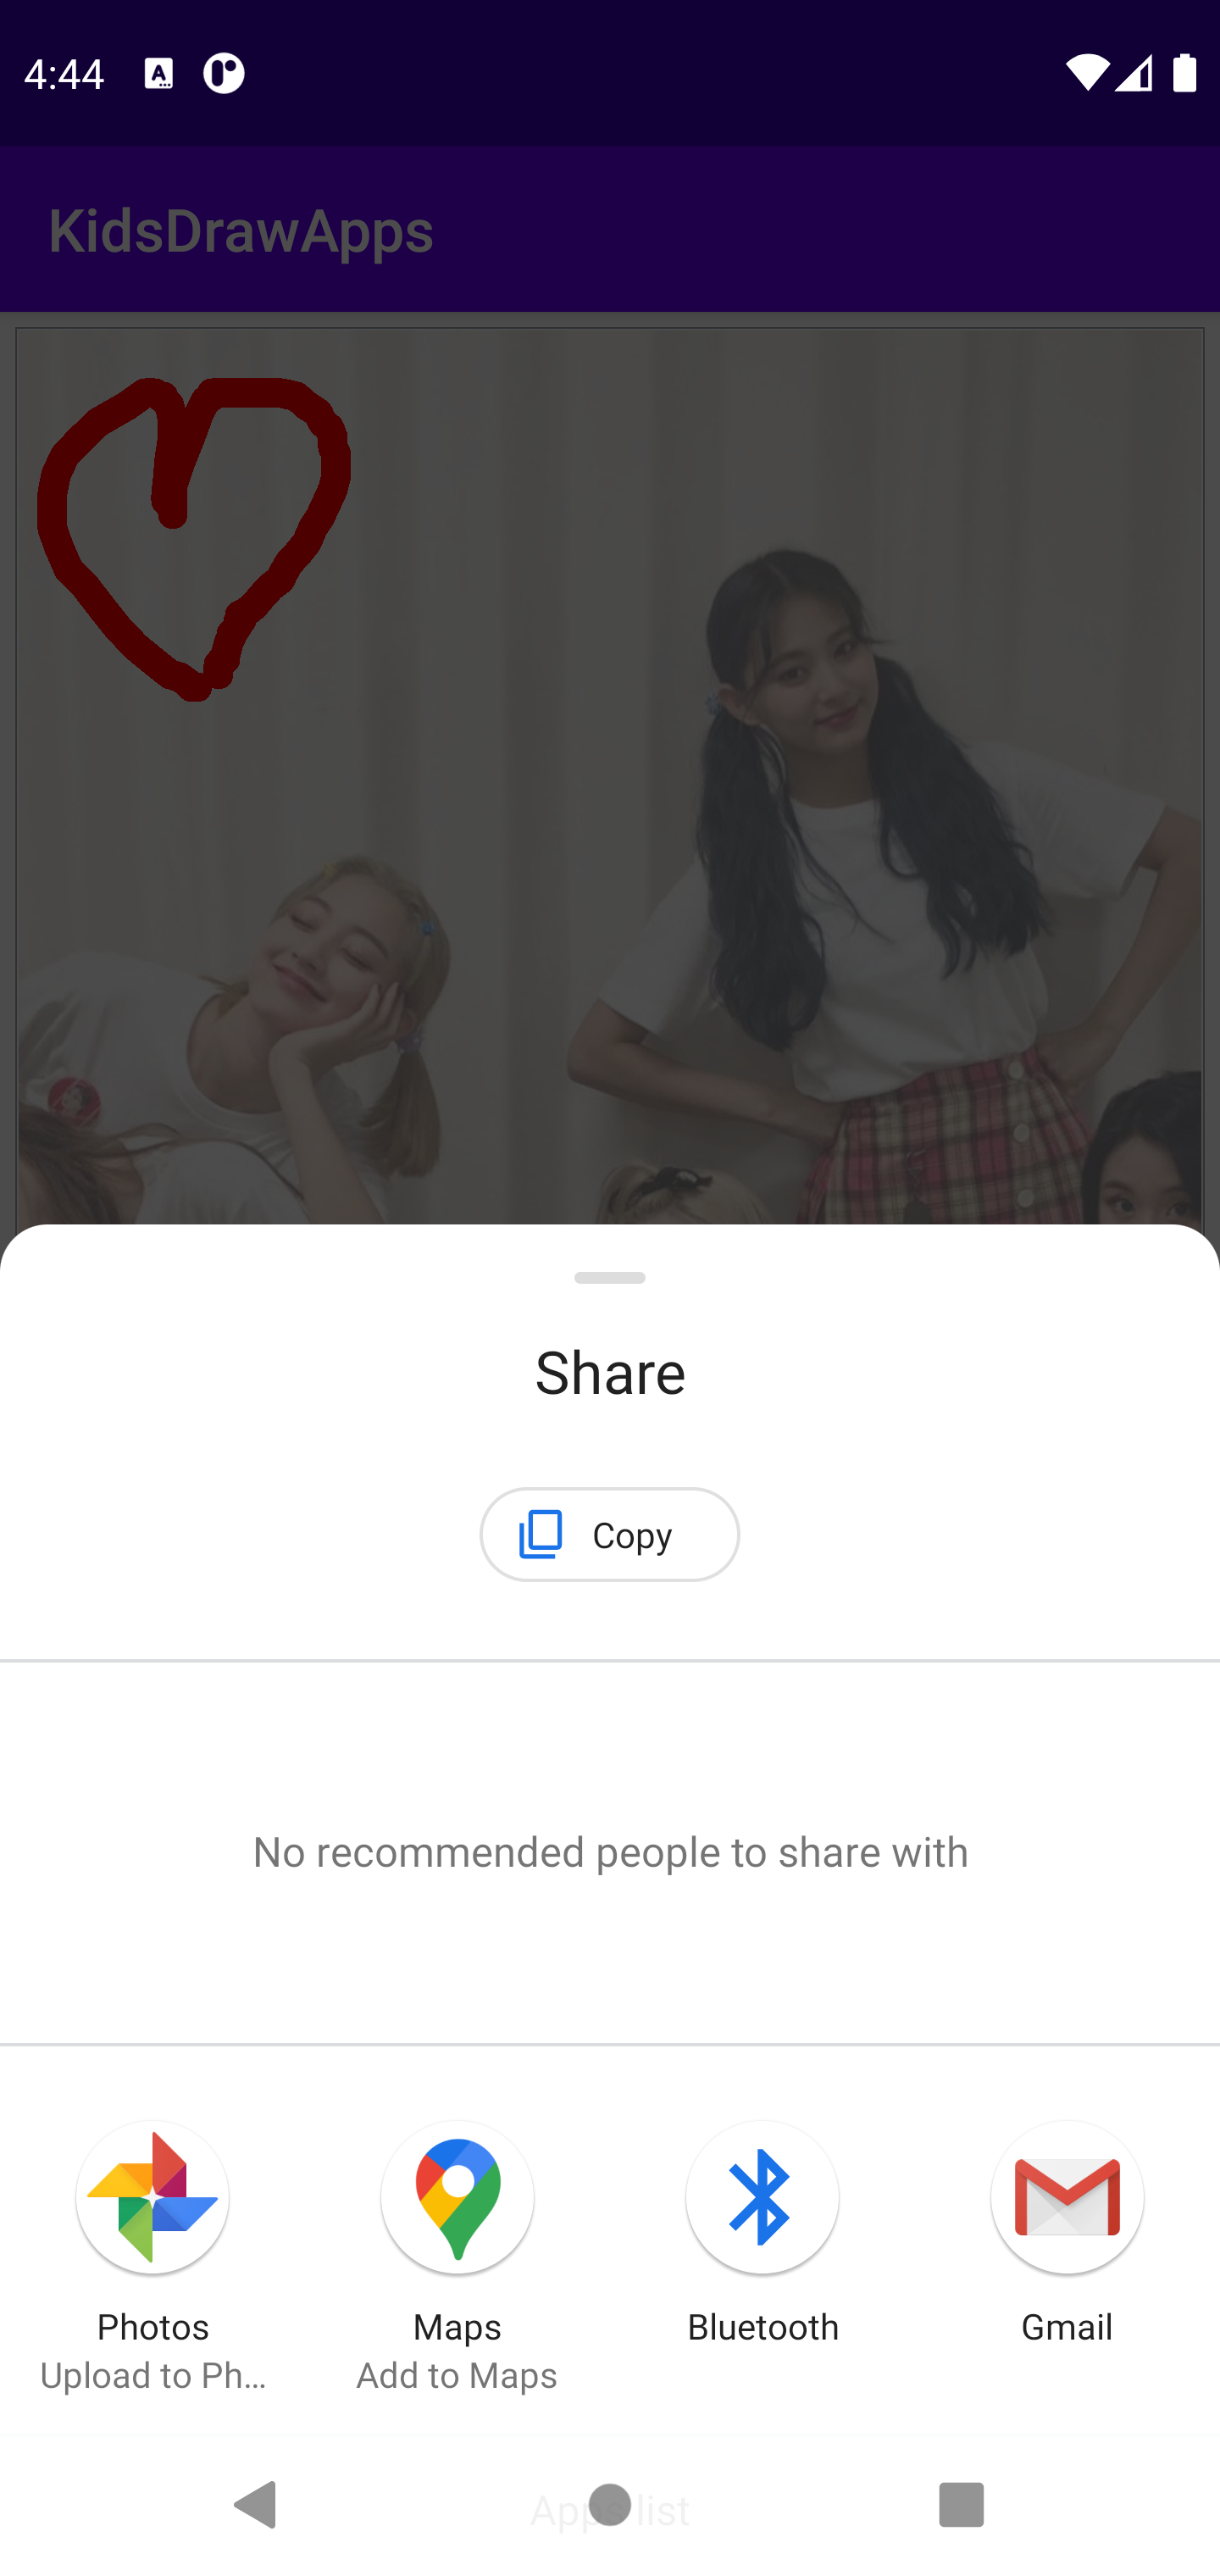 4:44
KidsDrawApps
Share
Copy
No recommended people to share with
Photos
Upload to Ph...
Maps
Add to Maps
Bluetooth
Gmail
Apps list